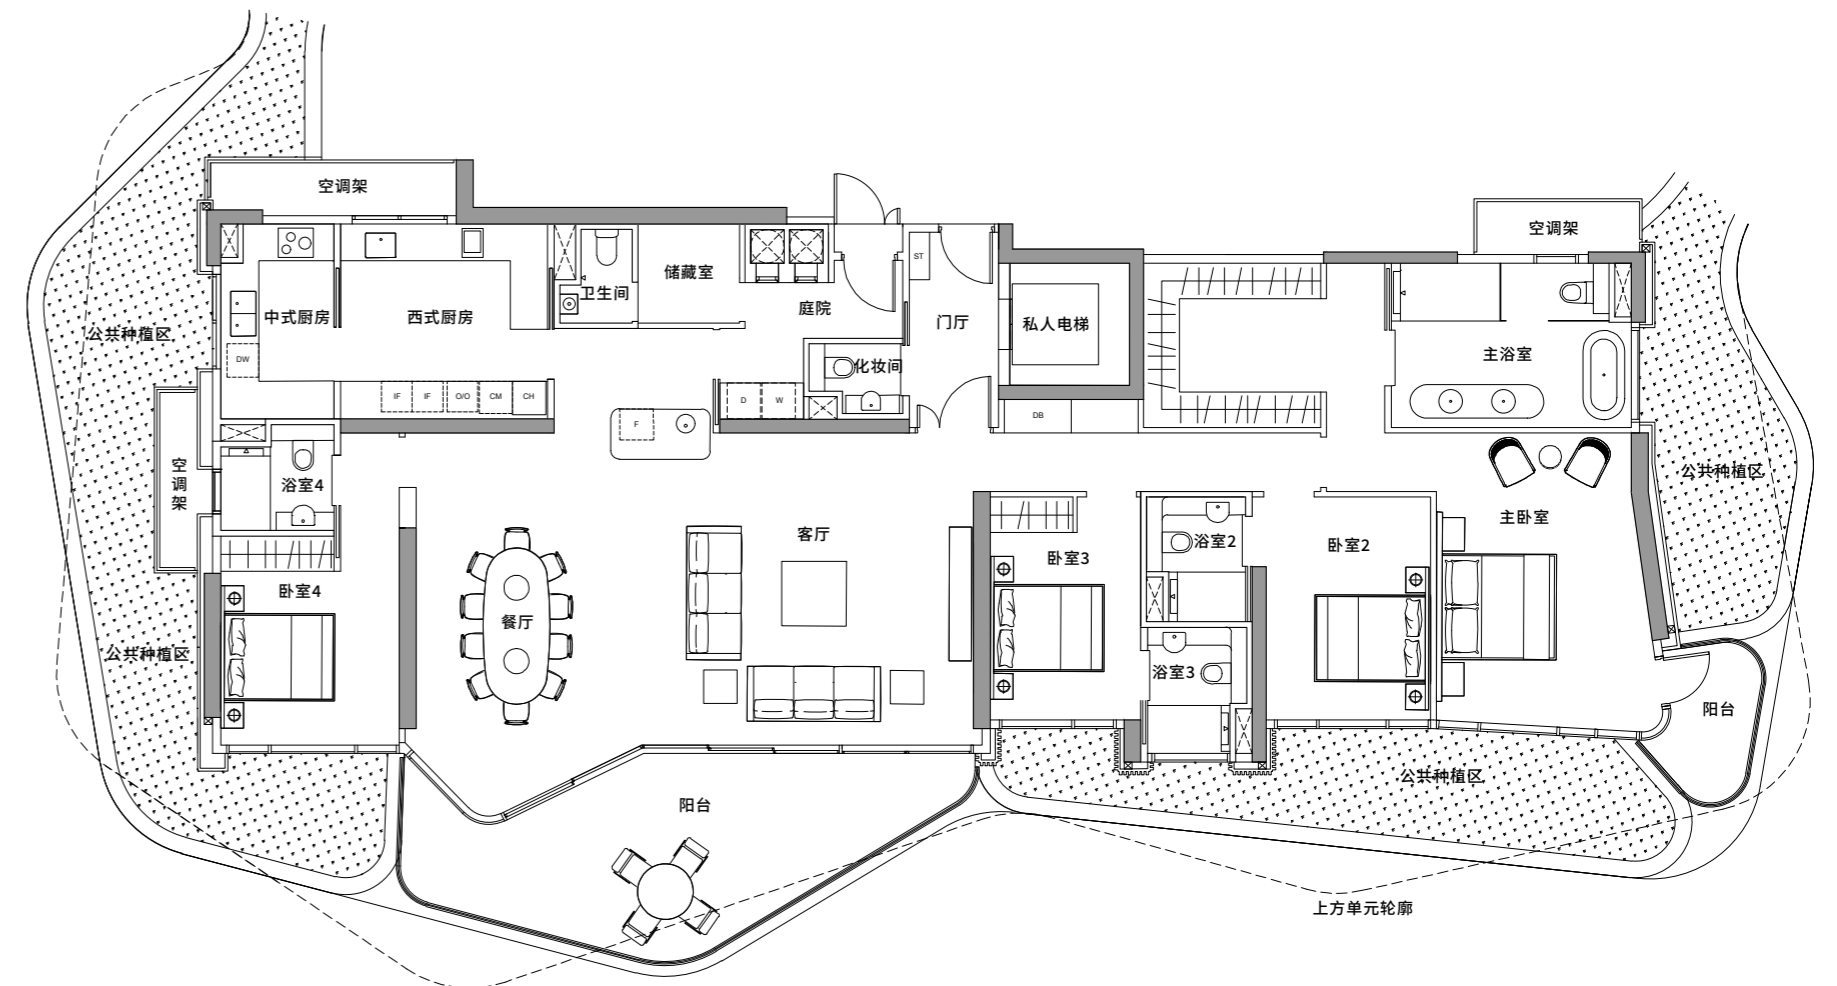 空调架
空调架
储藏室
卫生间
庭院
ST
中式厨房
西式厨房
门厅
私人电梯
公共种植区
主浴室
DW
化妆间
IF
IF
O/O
CM
CH
D
W
DB
F
空调架
浴室4
公共种植区
主卧室
客厅
浴室2
卧室2
卧室3
卧室4
餐厅
公共种植区
浴室3
阳台
公共种植区
阳台
上方单元轮廓